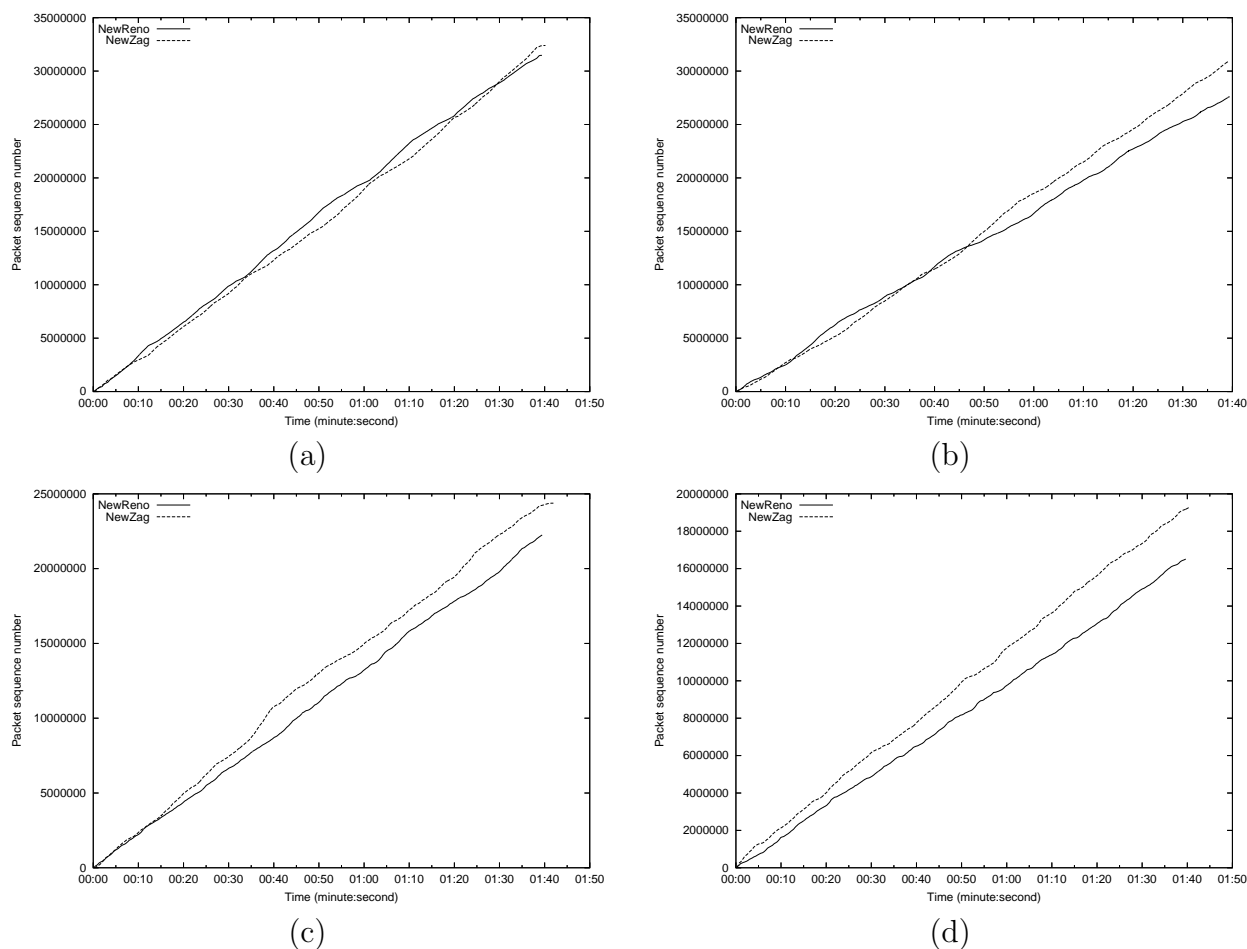 35000000
30000000
25000000
20000000
15000000
10000000
5000000
0
Packet sequence number
NewReno
NewZag
00:00 00:10 00:20 00:30 00:40 00:50 01:00 01:10 01:20 01:30 01:40 01:50
Time (minute:second)
(a)
35000000
30000000
25000000
20000000
15000000
10000000
5000000
0
Packet sequence number
NewReno
NewZag
00:00 00:10 00:20 00:30 00:40 00:50 01:00 01:10 01:20 01:30 01:40
Time (minute:second)
(b)
25000000
20000000
15000000
10000000
5000000
0
Packet sequence number
NewReno
NewZag
00:00 00:10 00:20 00:30 00:40 00:50 01:00 01:10 01:20 01:30 01:40 01:50
Time (minute:second)
(c)
20000000
18000000
16000000
14000000
12000000
10000000
8000000
6000000
4000000
2000000
0
Packet sequence number
NewReno
NewZag
00:00 00:10 00:20 00:30 00:40 00:50 01:00 01:10 01:20 01:30 01:40 01:50
Time (minute:second)
(d)